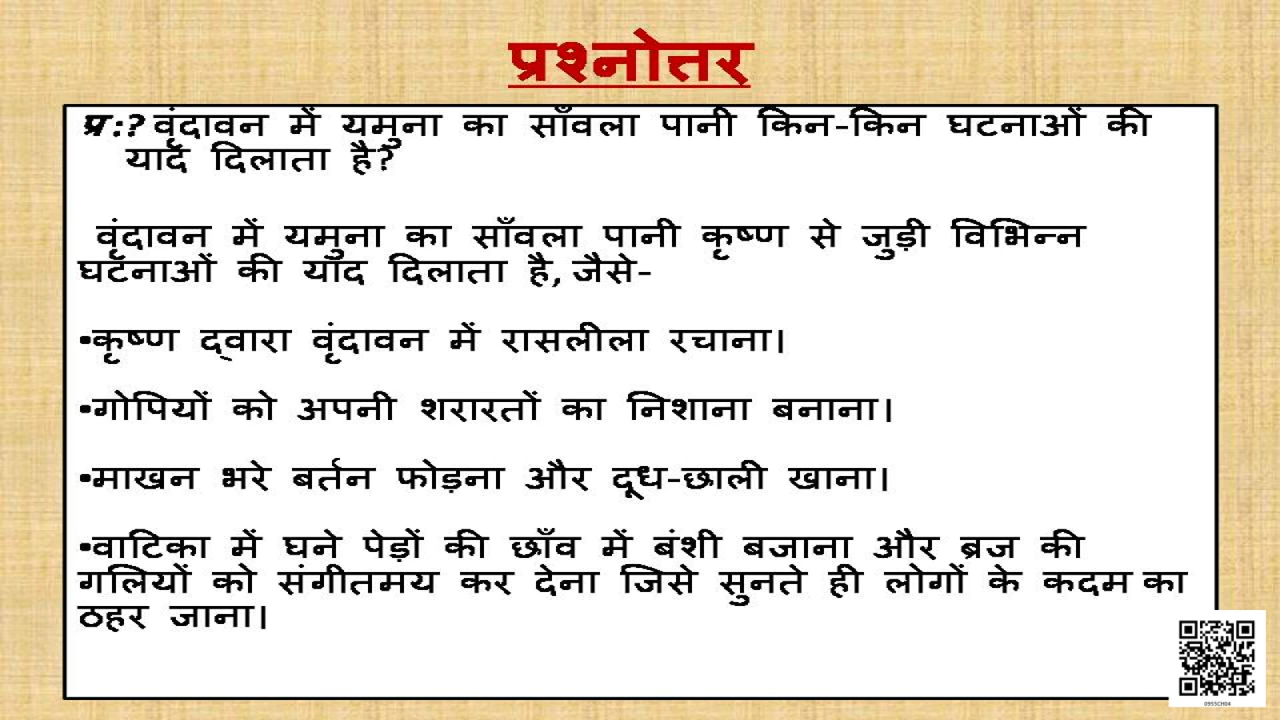 प्रश्नोत्तर
प्र:? वृंदावन में यमुना का साँवला पानी किन-किन घटनाओं की
याद दिलाता है?
वृंदावन में यमुना का साँवला पानी कृष्ण से जुड़ी विभिन्न
घटनाओं की याद दिलाता है, जैसे-
•कृष्ण द्वारा वृंदावन में रासलीला रचाना।
•गोपियों को अपनी शरारतों का निशाना बनाना।
•माखन भरे बर्तन फोड़ना और दूध-छाली खाना।
•वाटिका में घने पेड़ों की छाँव में बंशी बजाना और ब्रज की
गलियों को संगीतमय कर देना जिसे सुनते ही लोगों के कदम का
ठहर जाना।
0955CH04